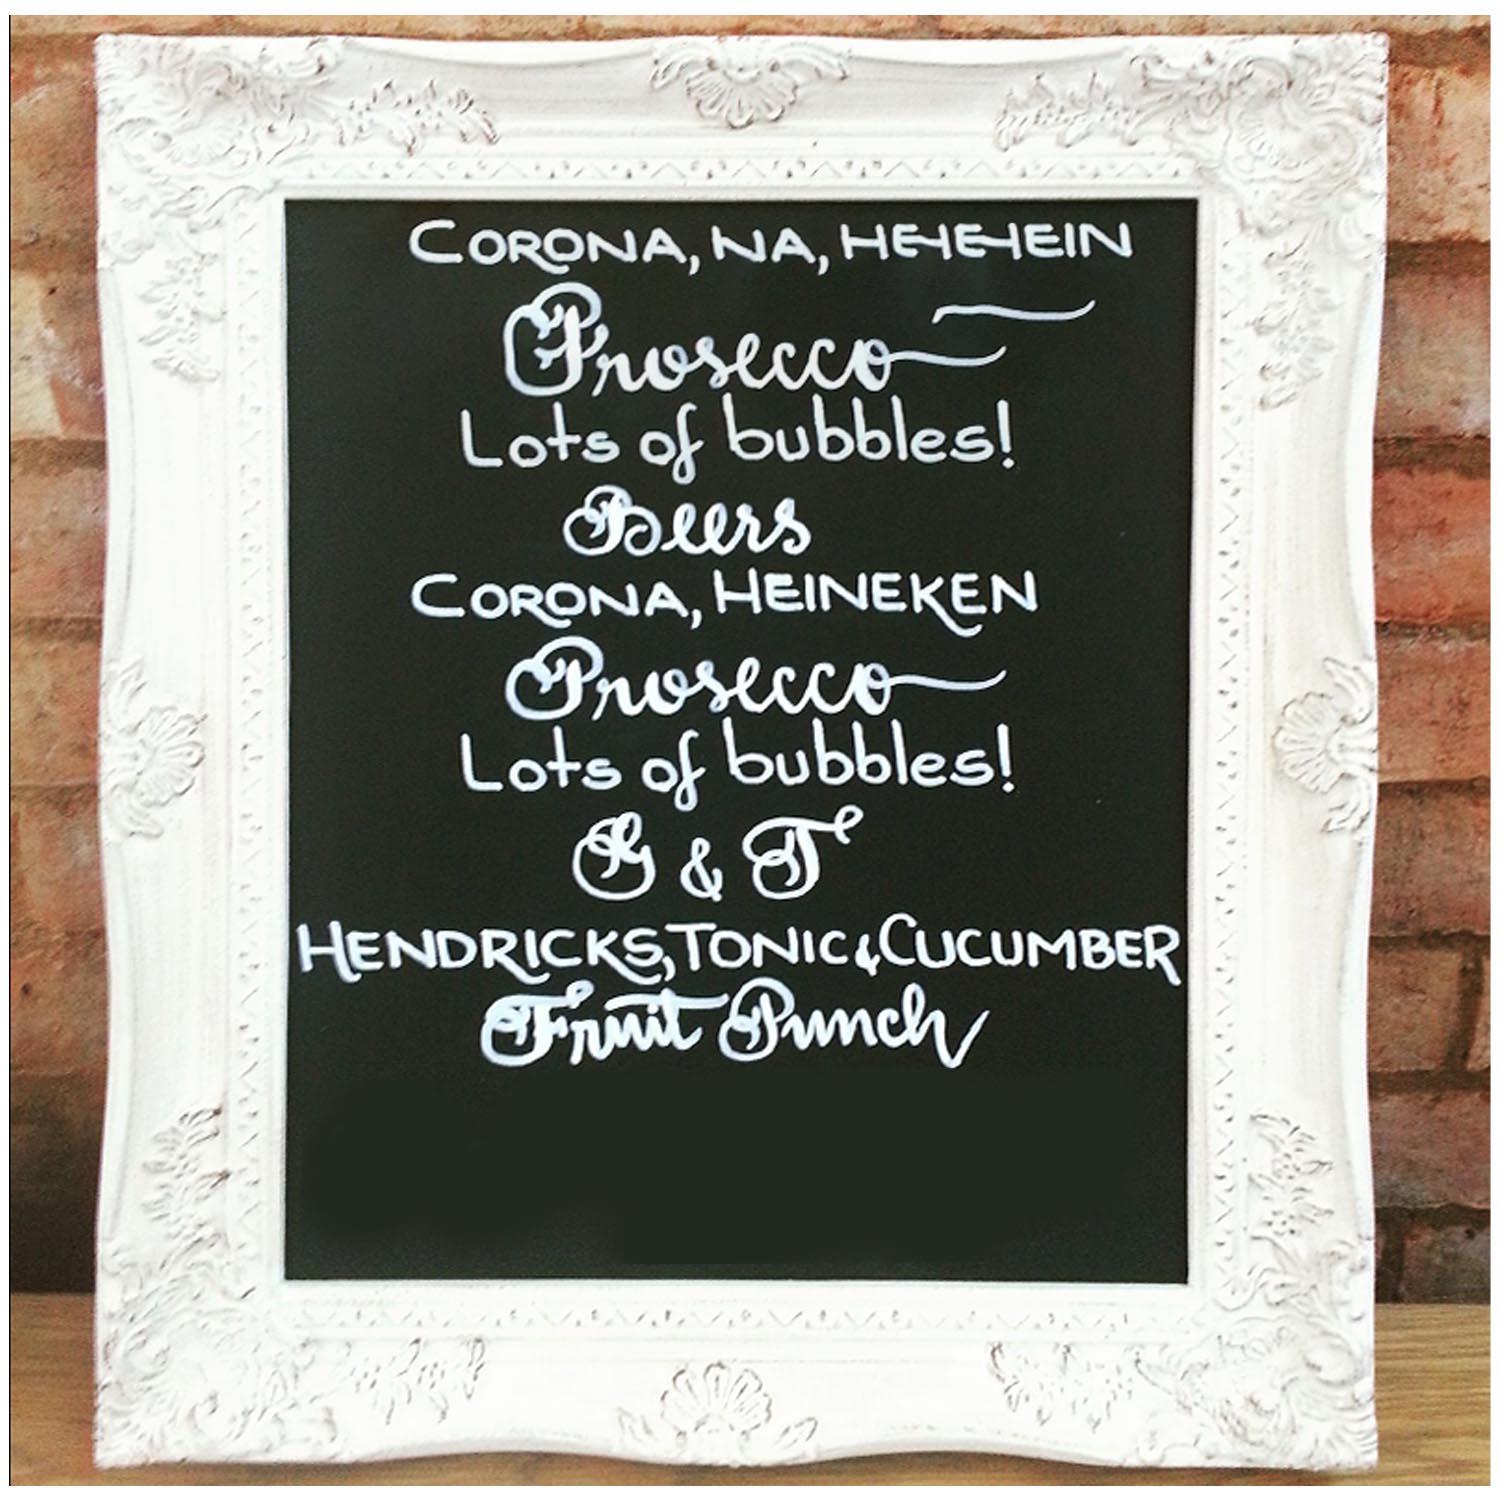 CORONA, NA, HEHEHEIN
Prosecco
Lots of bubbles!
Beers
CORONA, HEINEKEN
Prosecco
Lots of bubbles!
G & T
HENDRICKS, TONIC & CUCUMBER
Fruit Punch